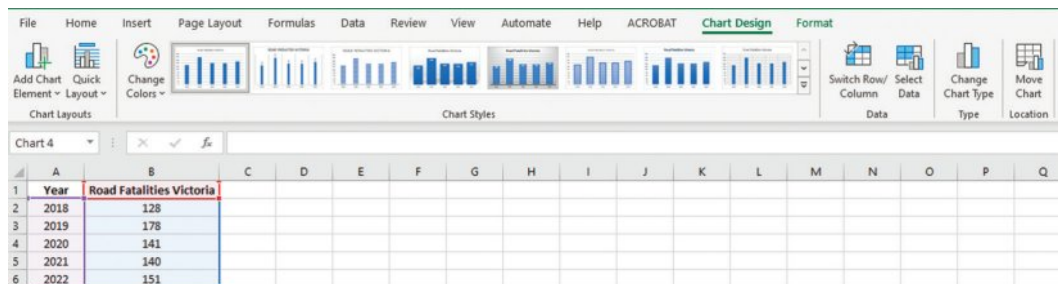 File Home Insert Page Layout Formulas Data Review View Automate Help ACROBAT Chart Design Format
Add Chart Element Quick Layout Change Colors Switch Row/ Column Select Data Change Chart Type Move Chart
Chart Layouts Chart Styles Data Type Location
Chart 4 fx
A B C D E F G H I J K L M N O P Q
1 Year Road Fatalities Victoria
2 2018 128
3 2019 178
4 2020 141
5 2021 140
6 2022 151